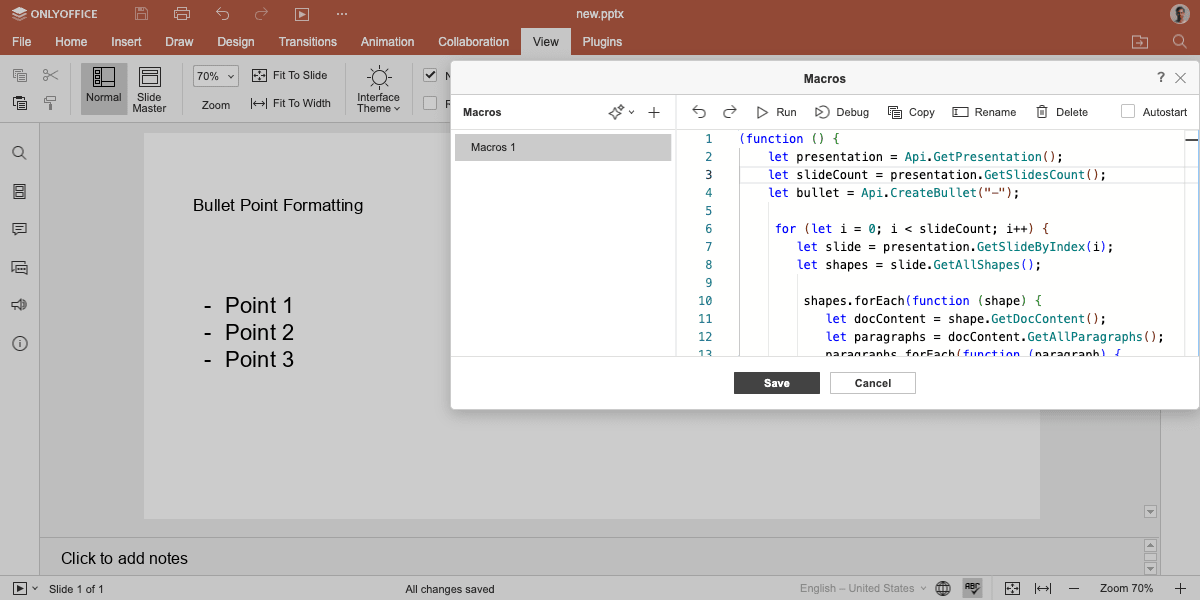 ONLYOFFICE
new.pptx
File Home Insert Draw Design Transitions Animation Collaboration View Plugins
Normal
Slide Master
70%
Zoom
Fit To Slide
Fit To Width
Interface Theme
Macros
?
Macros
Run Debug Copy Rename Delete Autostart
Macros 1
1 (function () {
2 let presentation = Api.GetPresentation();
3 let slideCount = presentation.GetSlidesCount();
4 let bullet = Api.CreateBullet("-");
5
6 for (let i = 0; i < slideCount; i++) {
7 let slide = presentation.GetSlideByIndex(i);
8 let shapes = slide.GetAllShapes();
9
10 shapes.forEach(function (shape) {
11 let docContent = shape.GetDocContent();
12 let paragraphs = docContent.GetAllParagraphs();
13 paragraphs.forEach(function (paragraph) {
Save Cancel
Bullet Point Formatting
- Point 1
- Point 2
- Point 3
Click to add notes
Slide 1 of 1
All changes saved
English – United States
ABC
Zoom 70%